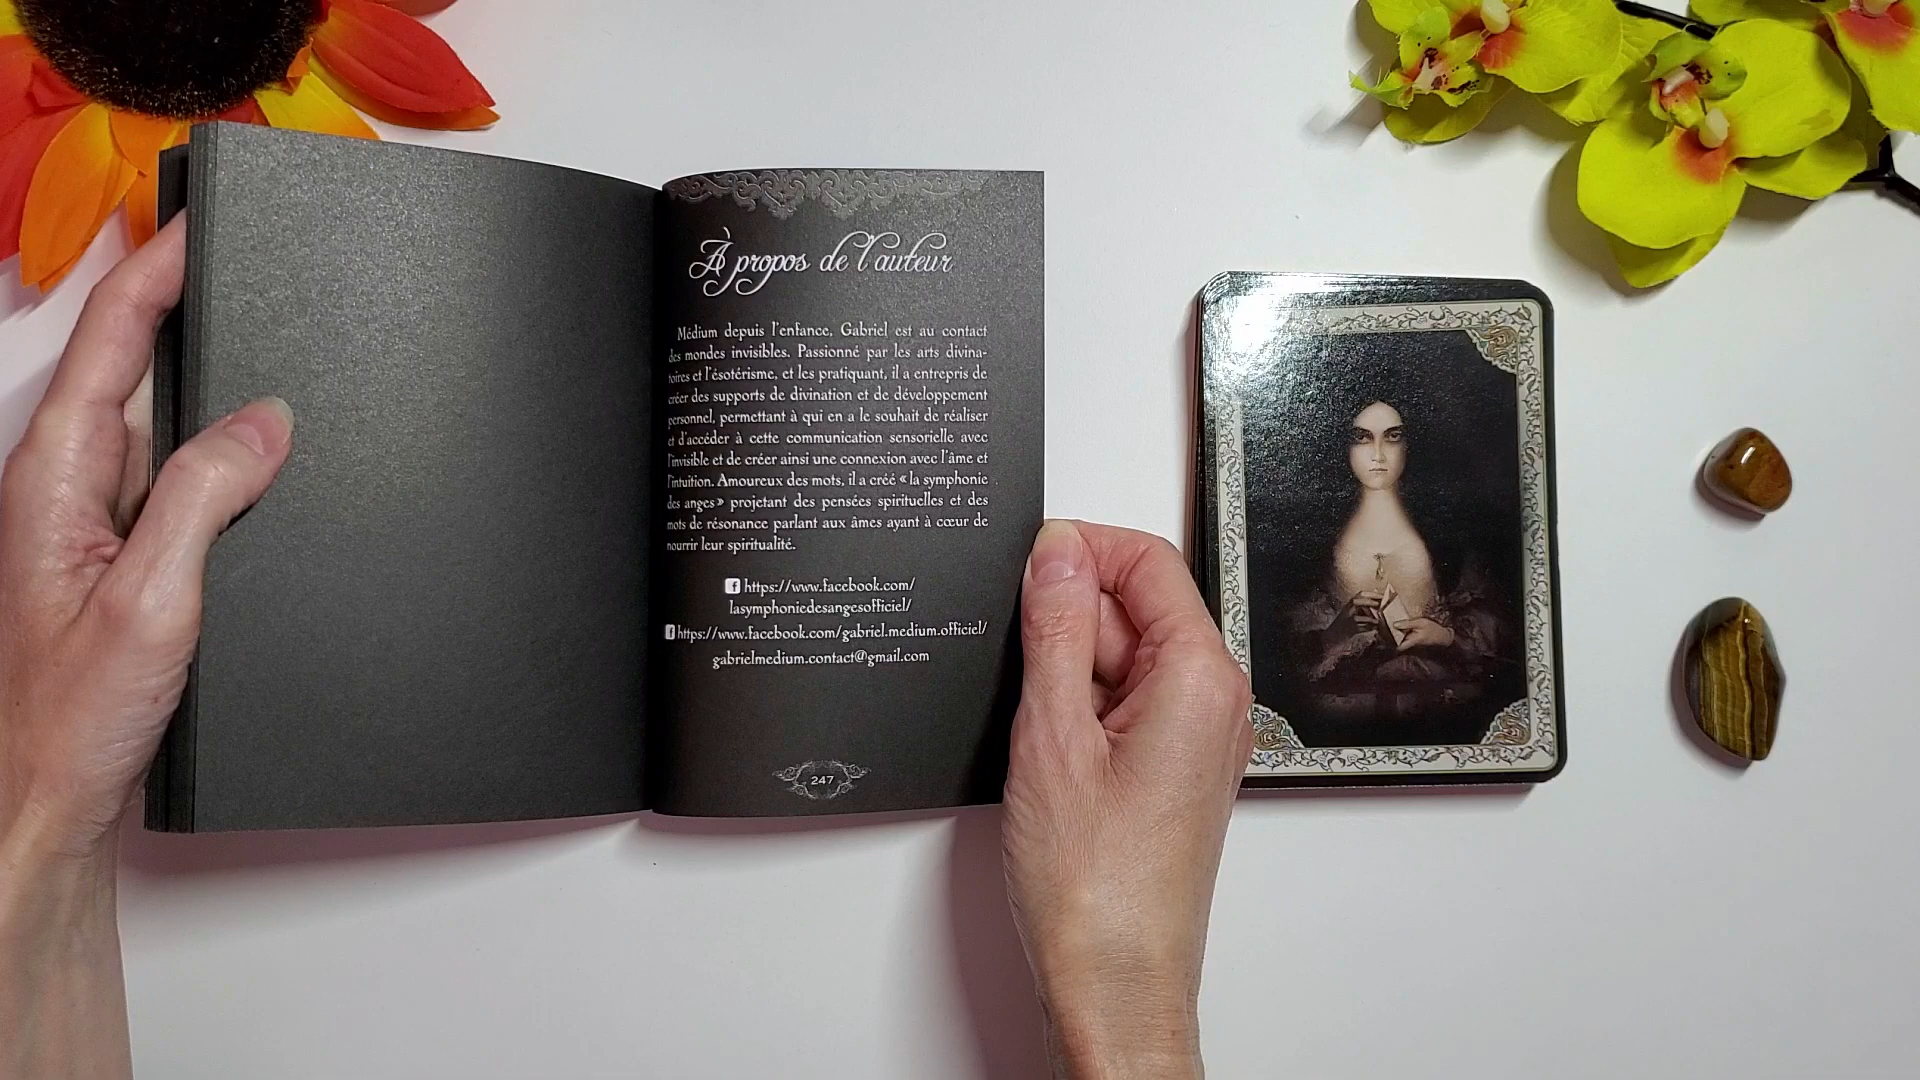 À propos de l'auteur
Médium depuis l'enfance, Gabriel est au contact
des mondes invisibles. Passionné par les arts divina-
toires et l'ésotérisme, et les pratiquant, il a entrepris de
créer des supports de divination et de développement
personnel, permettant à qui en a le souhait de réaliser
et d'accéder à cette communication sensorielle avec
l'invisible et de créer ainsi une connexion avec l'âme et
l'intuition. Amoureux des mots, il a créé « la symphonie
des anges » projetant des pensées spirituelles et des
mots de résonance parlant aux âmes ayant à cœur de
nourrir leur spiritualité.
https://www.facebook.com/
lasymphoniedesangesofficiel/
https://www.facebook.com/gabriel.medium.officiel/
gabrielmedium.contact@gmail.com
247